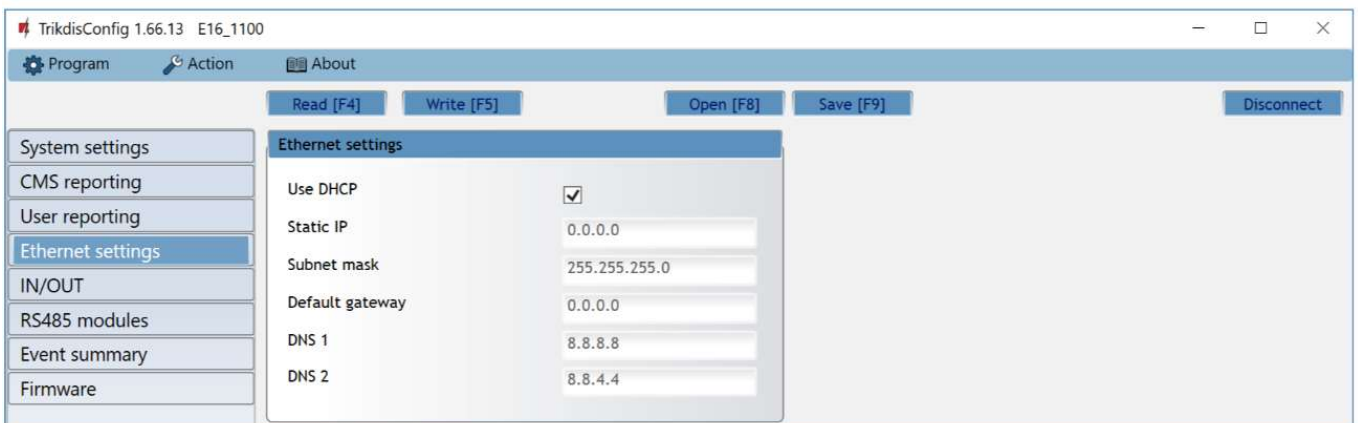 TrikdisConfig 1.66.13 E16_1100
Program Action About
Read [F4] Write [F5] Open [F8] Save [F9] Disconnect
System settings
CMS reporting
User reporting
Ethernet settings
IN/OUT
RS485 modules
Event summary
Firmware
Ethernet settings
Use DHCP
Static IP 0.0.0.0
Subnet mask 255.255.255.0
Default gateway 0.0.0.0
DNS 1 8.8.8.8
DNS 2 8.8.4.4